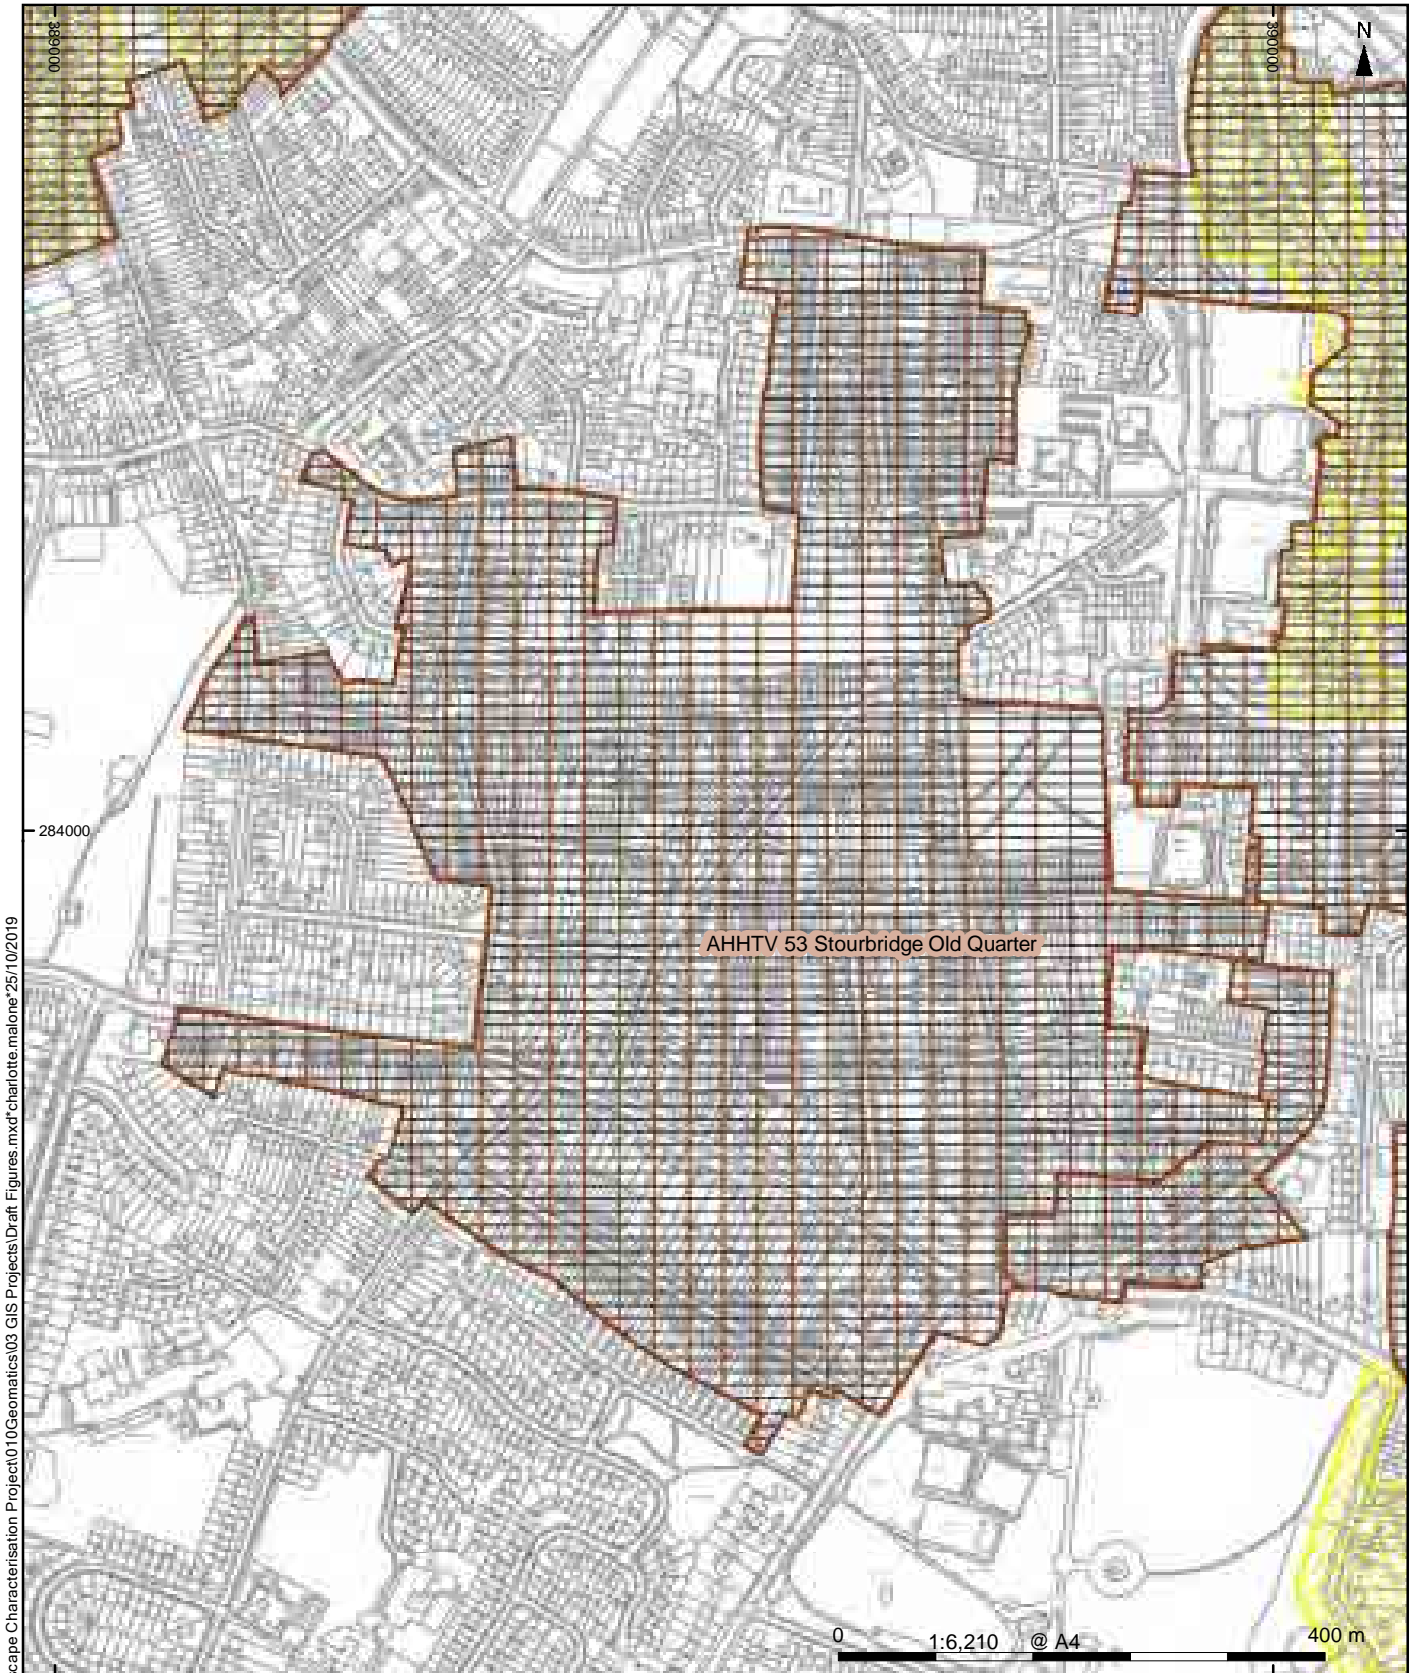 389000
390000
N
284000
AHHTV 53 Stourbridge Old Quarter
0 1:6,210 @ A4 400 m
cape Characterisation Project\010Geomatics\03 GIS Projects\Draft Figures.mxd*charlotte.malone*25/10/2019